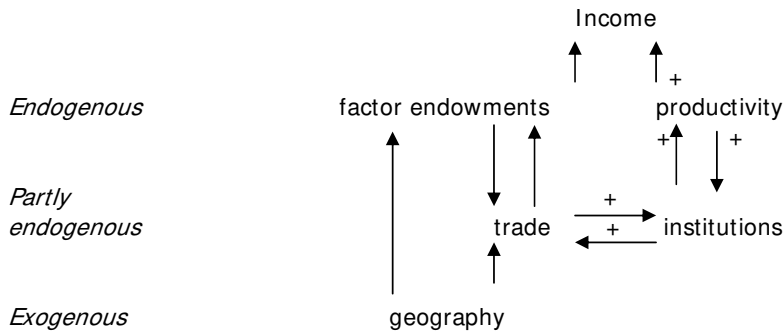 Income
+
Endogenous factor endowments productivity
+ +
Partly
+
endogenous trade institutions
+
Exogenous geography